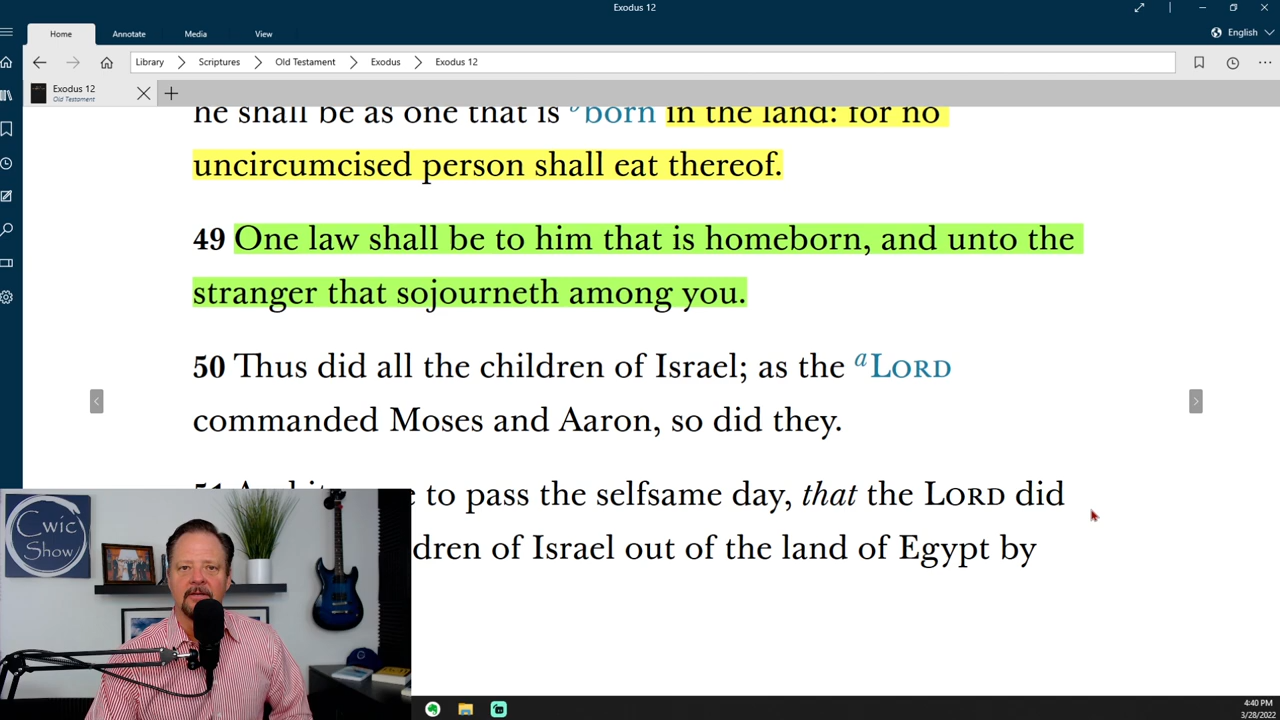 Exodus 12
Home Annotate Media View
English
Library Scriptures Old Testament Exodus Exodus 12
Exodus 12
Old Testament
he shall be as one that is born in the land: for no
uncircumcised person shall eat thereof.
49 One law shall be to him that is homeborn, and unto the
stranger that sojourneth among you.
50 Thus did all the children of Israel; as the a LORD
commanded Moses and Aaron, so did they.
to pass the selfsame day, that the LORD did
dren of Israel out of the land of Egypt by
Cwic
Show
4:40 PM
3/28/2022